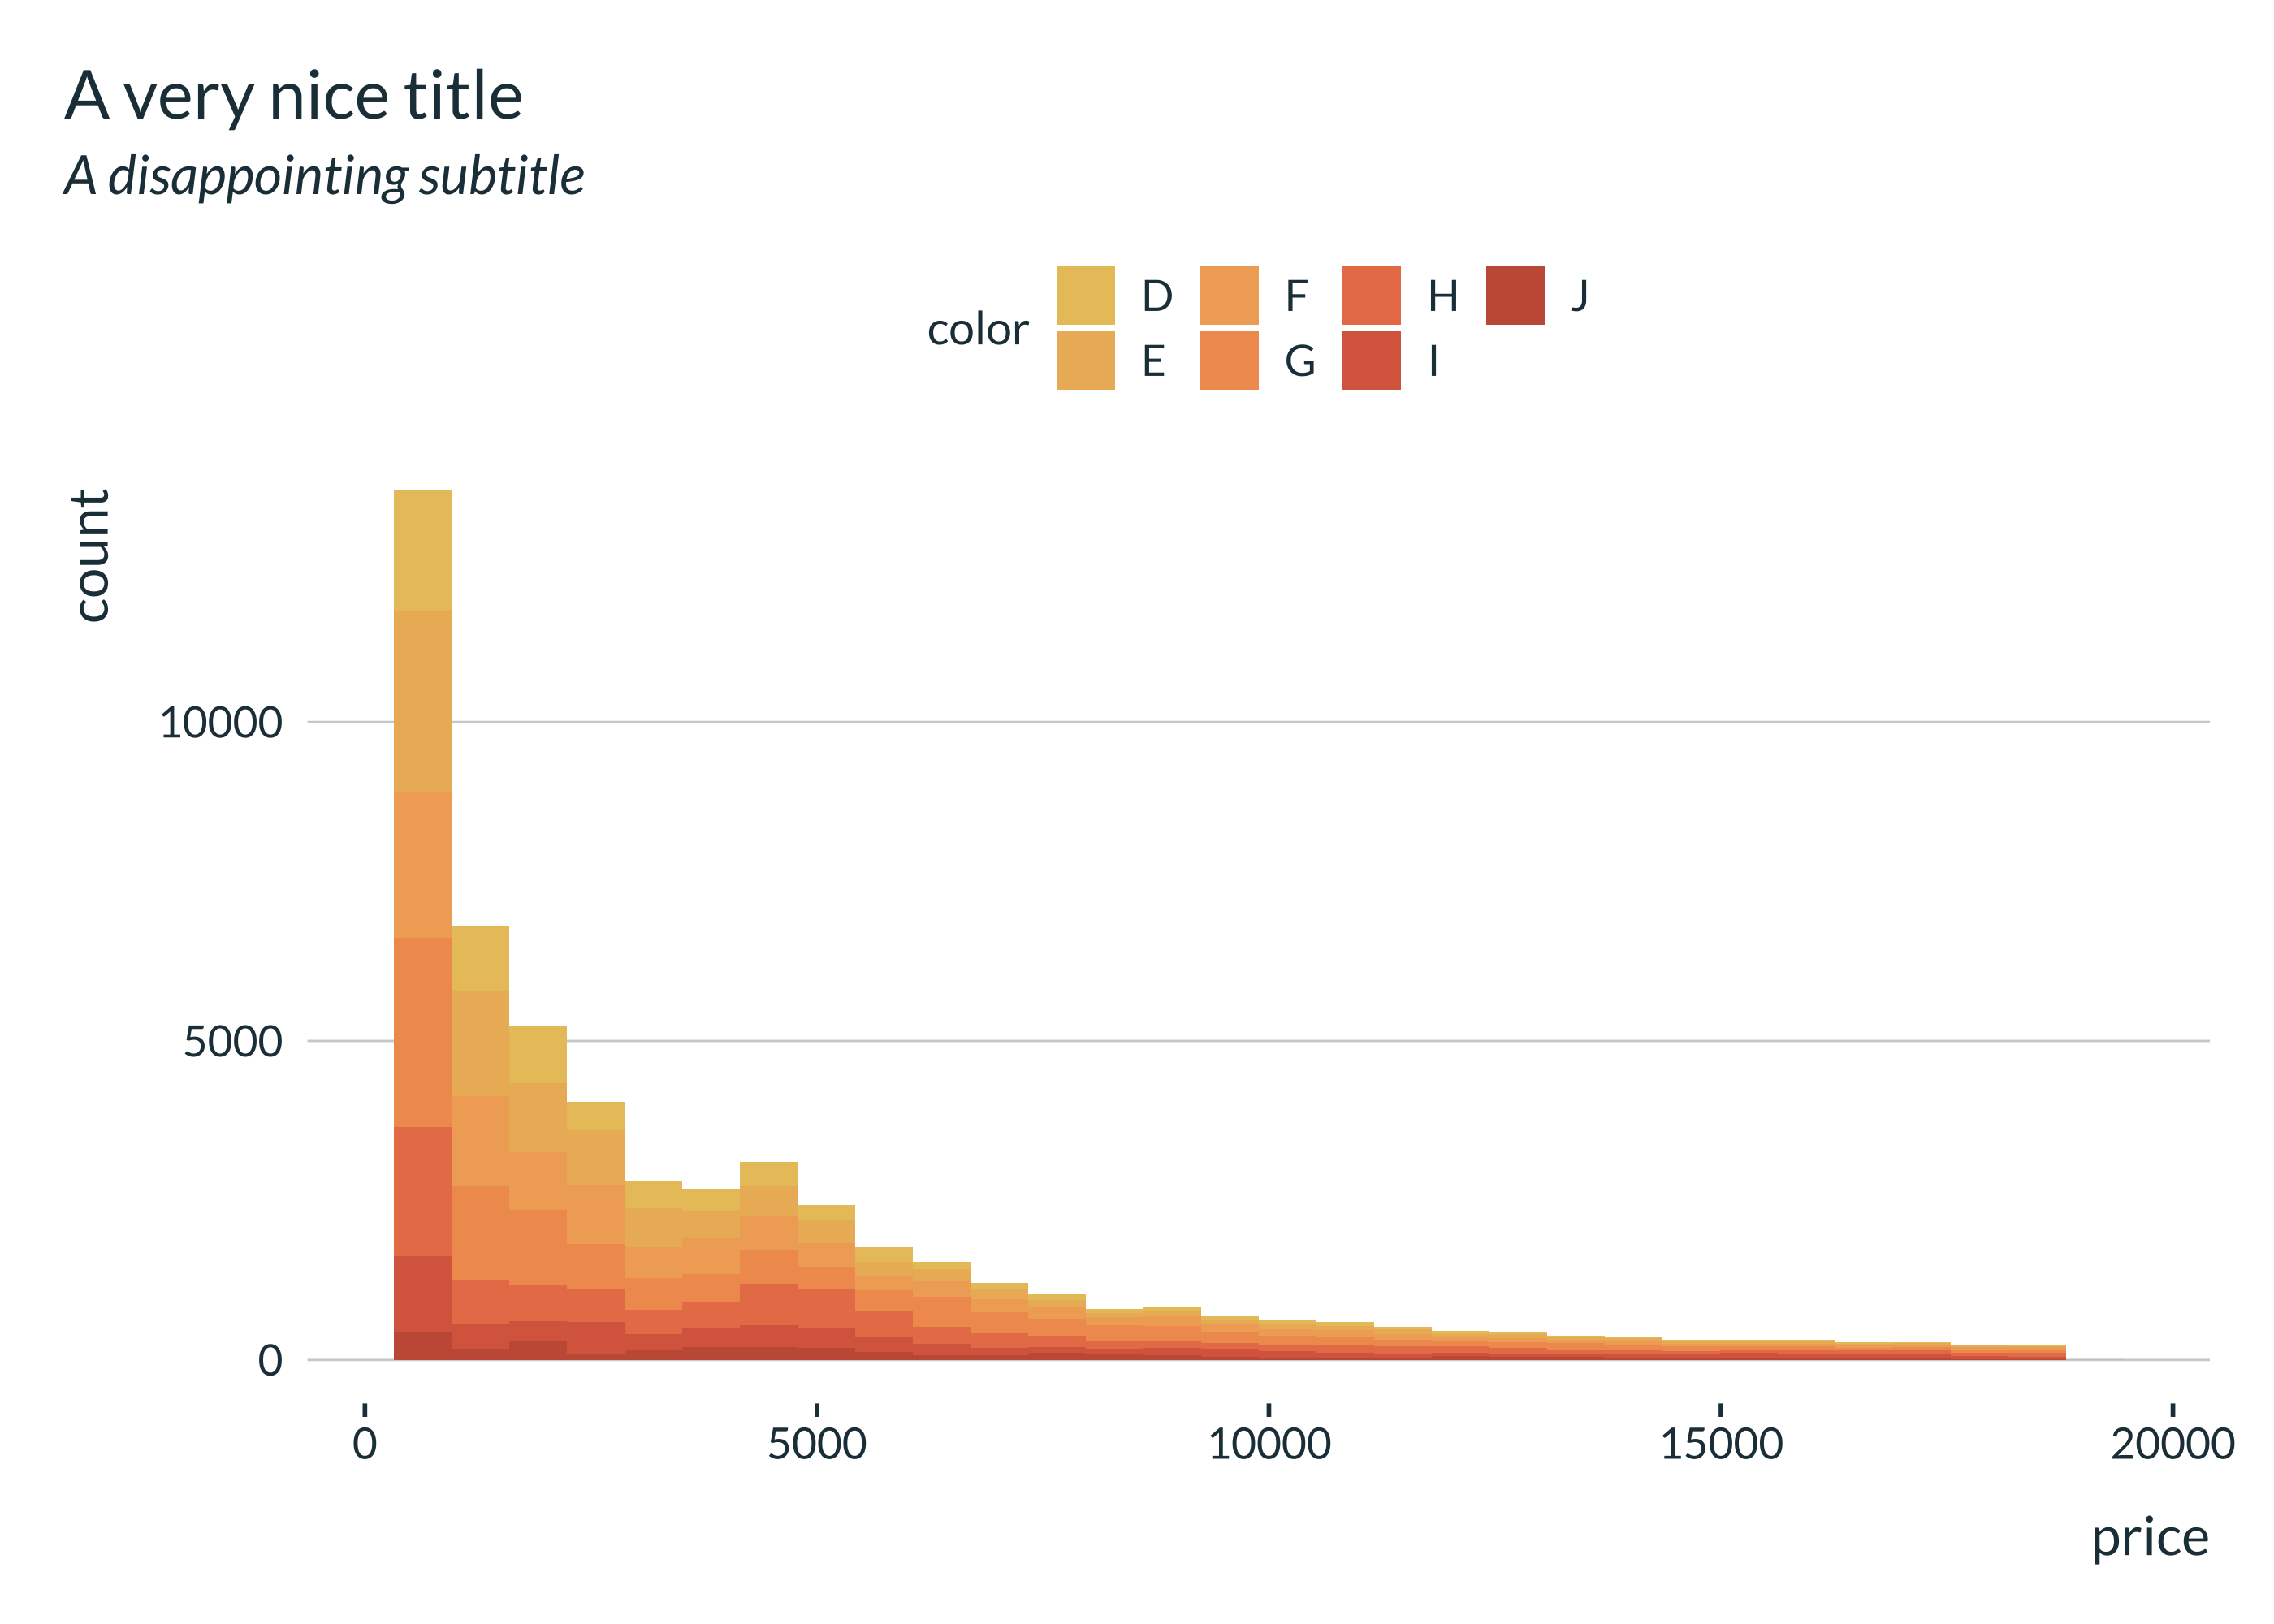 A very nice title
A disappointing subtitle
color
D F H J
E G I
count
10000
5000
0
0 5000 10000 15000 20000
price